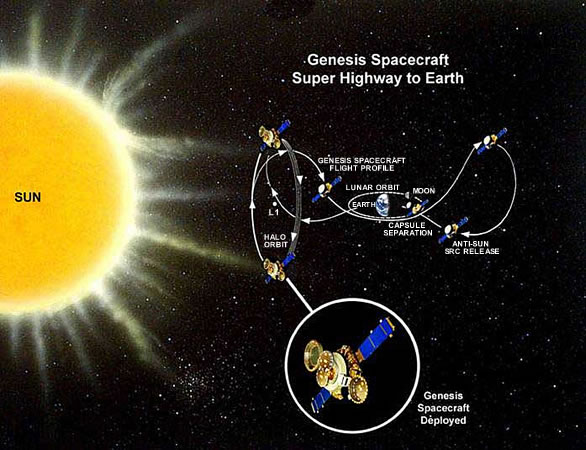 Genesis Spacecraft
Super Highway to Earth
GENESIS SPACECRAFT
FLIGHT PROFILE
LUNAR ORBIT
MOON
SUN
EARTH
L1
CAPSULE
SEPARATION
HALO
ORBIT
ANTI-SUN
SRC RELEASE
Genesis
Spacecraft
Deployed